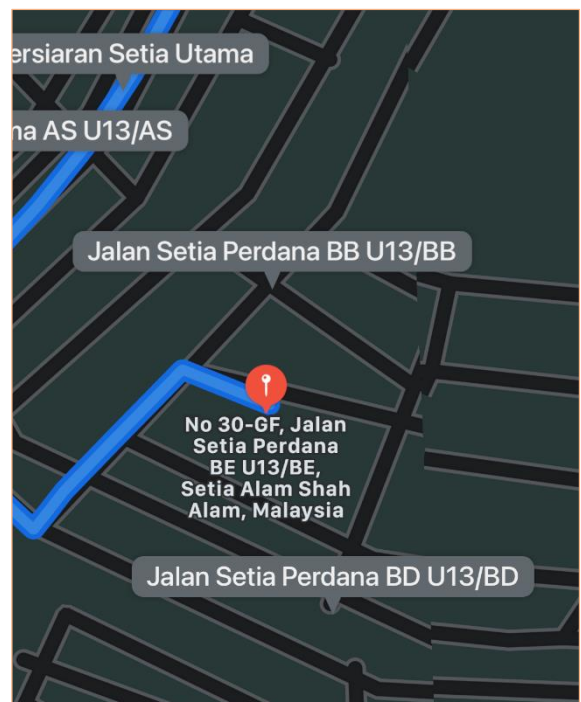 ersiaran Setia Utama
na AS U13/AS
Jalan Setia Perdana BB U13/BB
No 30-GF, Jalan
Setia Perdana
BE U13/BE,
Setia Alam Shah
Alam, Malaysia
Jalan Setia Perdana BD U13/BD